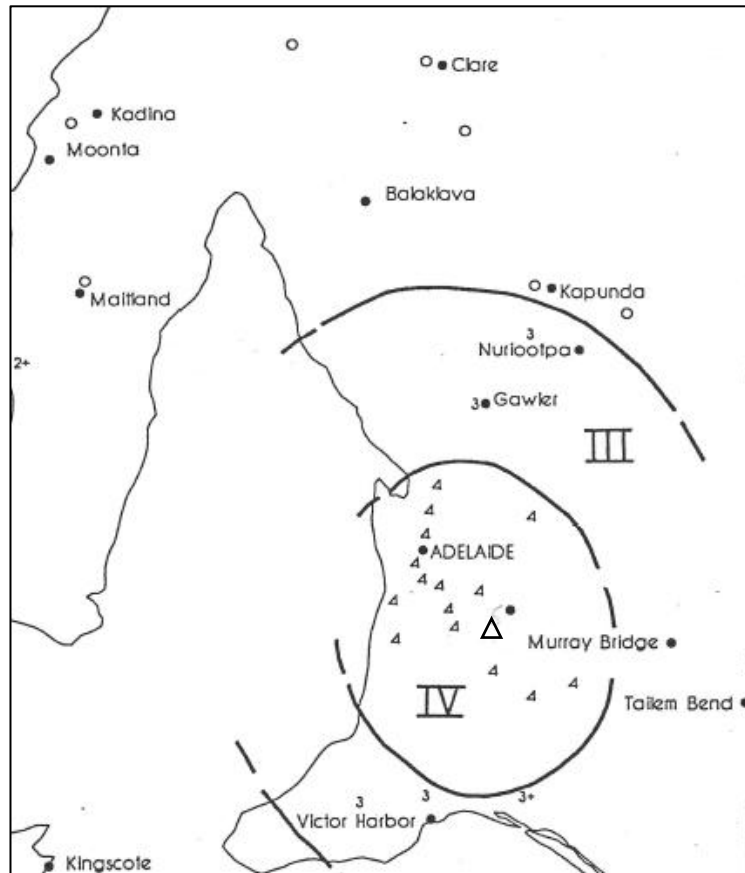 Clare
Kadina
Moonta
Balaklava
Maitland
Kapunda
3
Nuriootpa
2+
3 Gawler
III
4
4
4
4
ADELAIDE
4
4
4
4
4
4
4
4
Murray Bridge
4
4
4
IV
Tailem Bend
3
3
3+
Victor Harbor
Kingscote